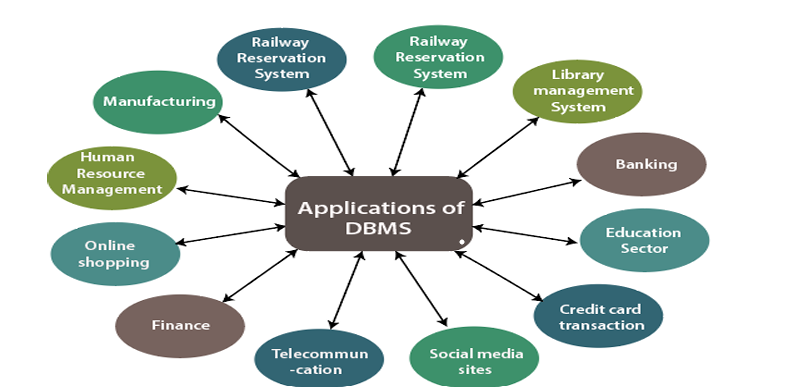 Railway
Reservation
System
Railway
Reservation
System
Library
management
System
Manufacturing
Human
Resource
Management
Banking
Applications of
DBMS
Online
shopping
Education
Sector
Finance
Credit card
transaction
Telecommun
-cation
Social media
sites